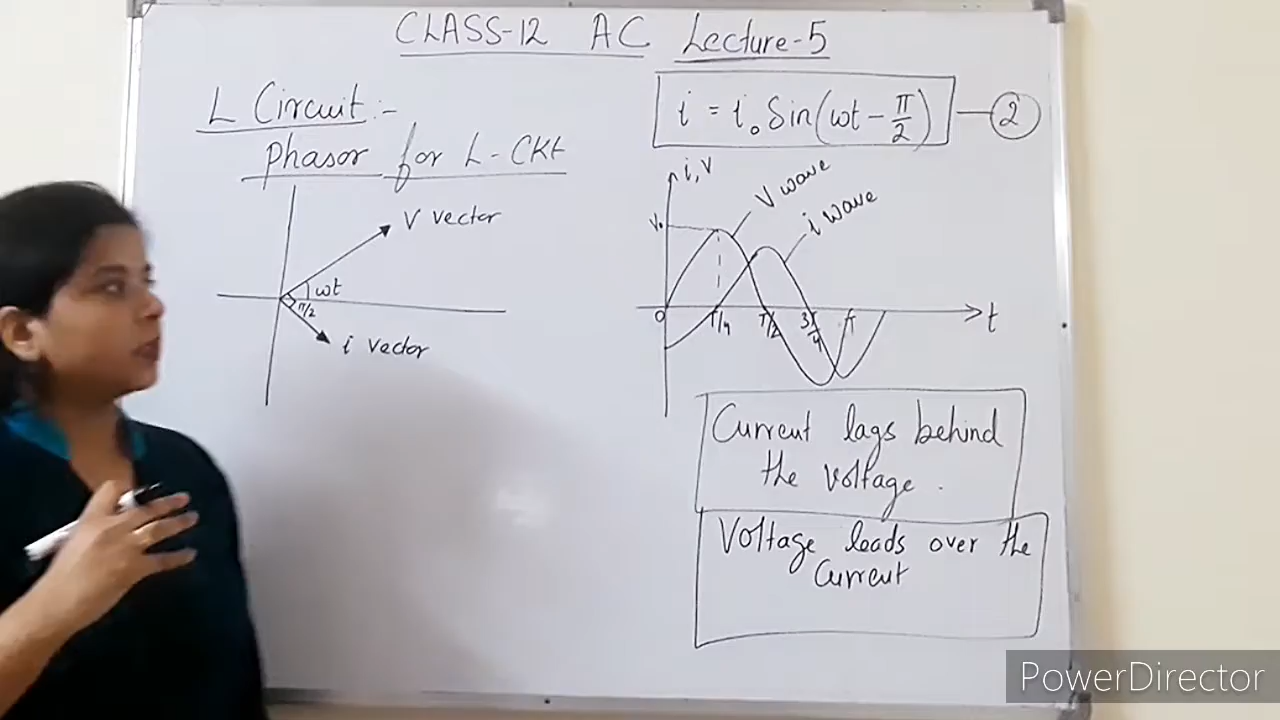 CLASS-12 AC Lecture-5
L Circuit:-
Phasor for L-CKt
V vector
ωt
π/2
i vector
i = i₀ Sin(ωt - π/2) — 2
i, V
V wave
i wave
V₀
O
T/4
T/2
3T/4
T
t
Current lags behind
the voltage.
Voltage leads over the
Current
PowerDirector